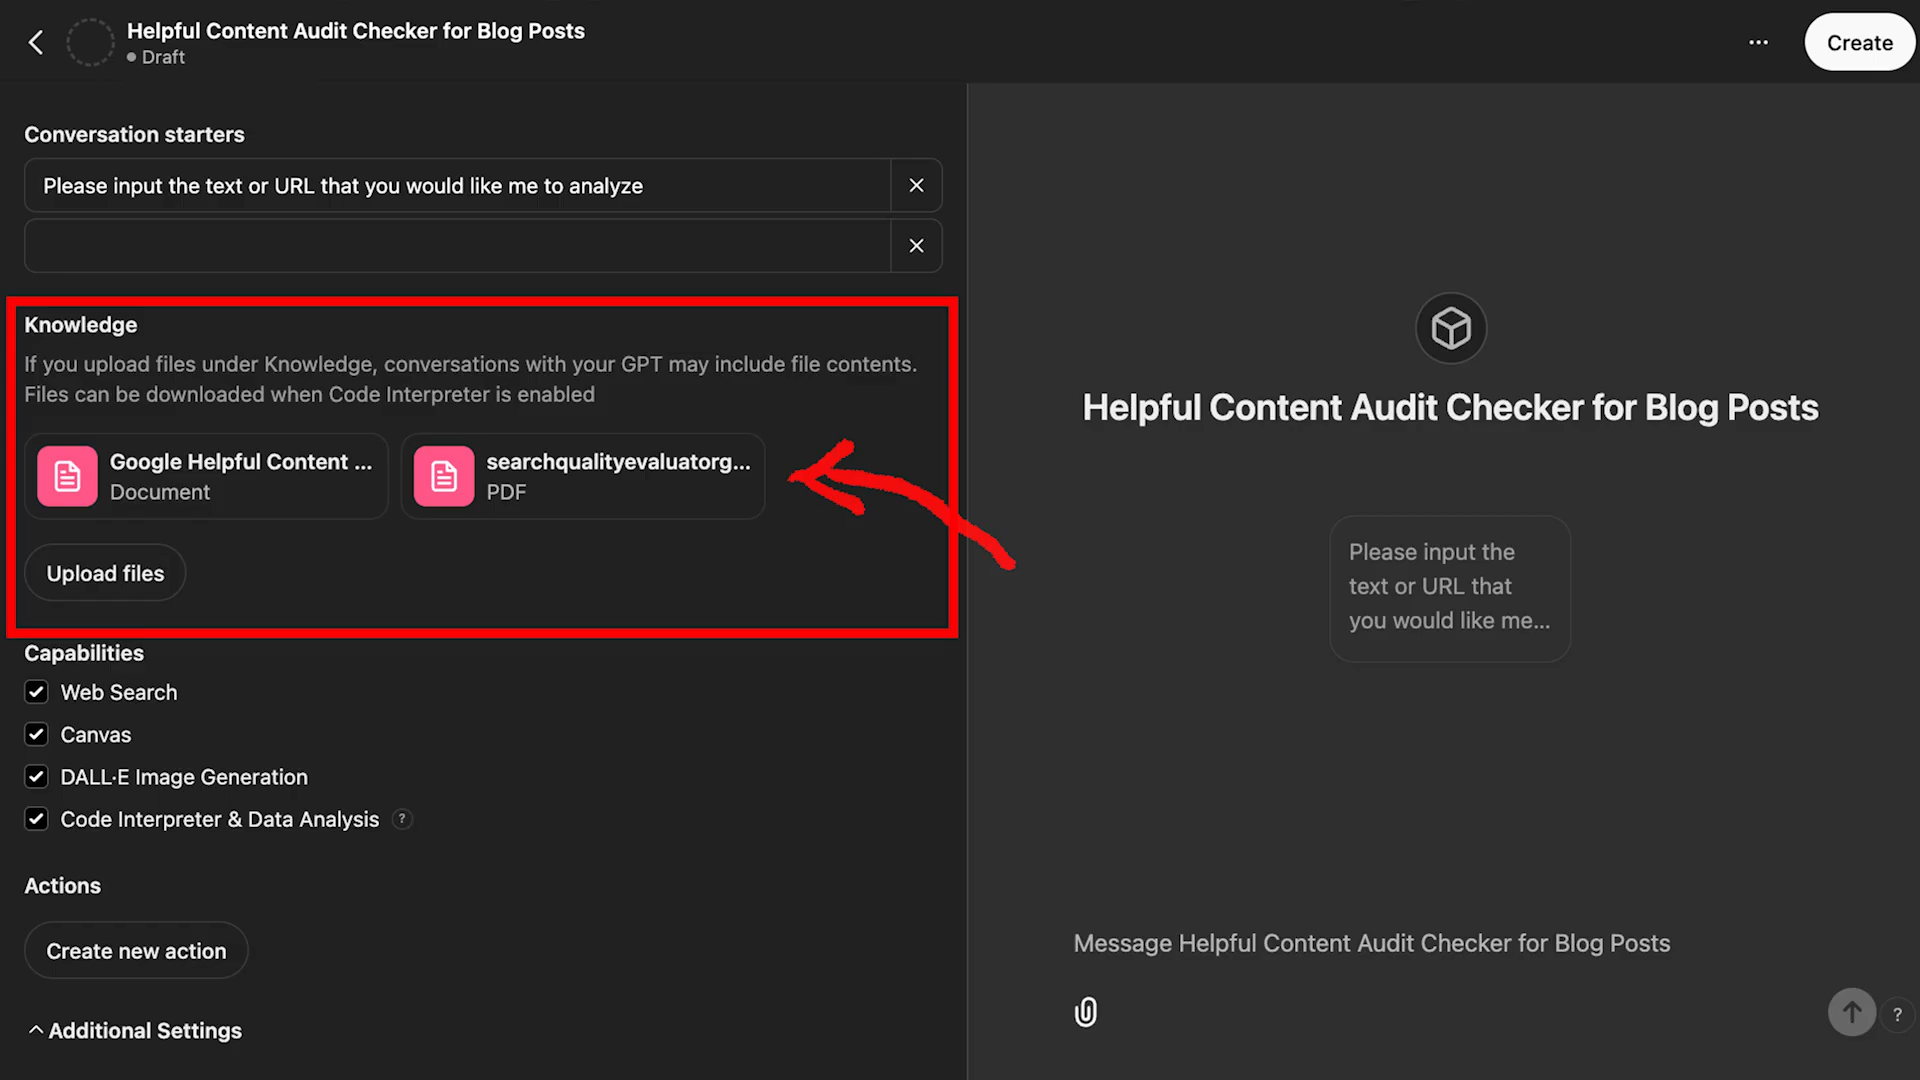 Helpful Content Audit Checker for Blog Posts
Draft
Create
Conversation starters
Please input the text or URL that you would like me to analyze
Knowledge
If you upload files under Knowledge, conversations with your GPT may include file contents.
Files can be downloaded when Code Interpreter is enabled
Google Helpful Content ...
Document
searchqualityevaluatorg...
PDF
Upload files
Capabilities
Web Search
Canvas
DALL·E Image Generation
Code Interpreter & Data Analysis ?
Actions
Create new action
Additional Settings
Helpful Content Audit Checker for Blog Posts
Please input the
text or URL that
you would like me...
Message Helpful Content Audit Checker for Blog Posts
?